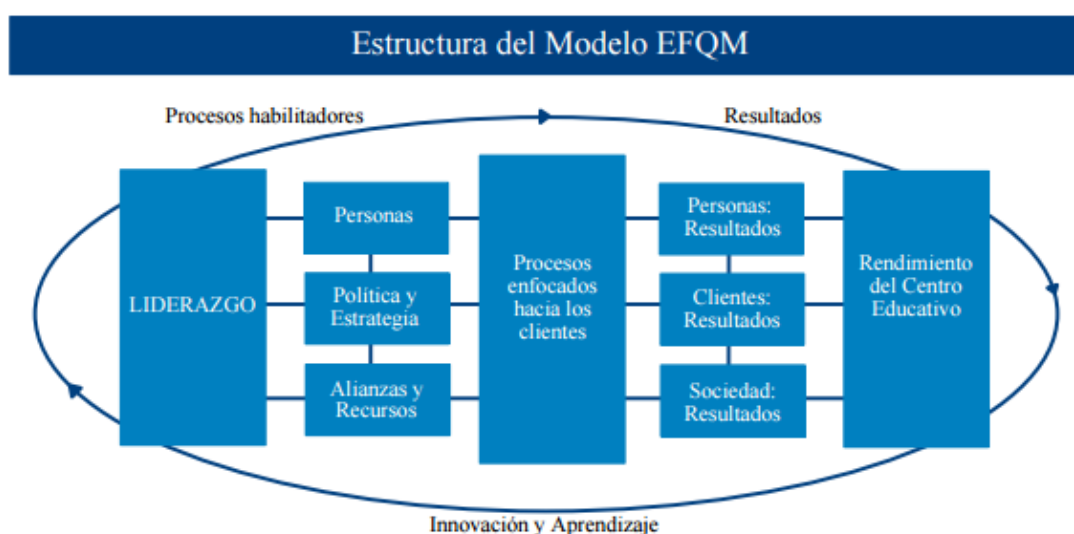 Estructura del Modelo EFQM
Procesos habilitadores
Resultados
LIDERAZGO
Personas
Política y
Estrategia
Alianzas y
Recursos
Procesos
enfocados
hacia los
clientes
Personas:
Resultados
Clientes:
Resultados
Sociedad:
Resultados
Rendimiento
del Centro
Educativo
Innovación y Aprendizaje